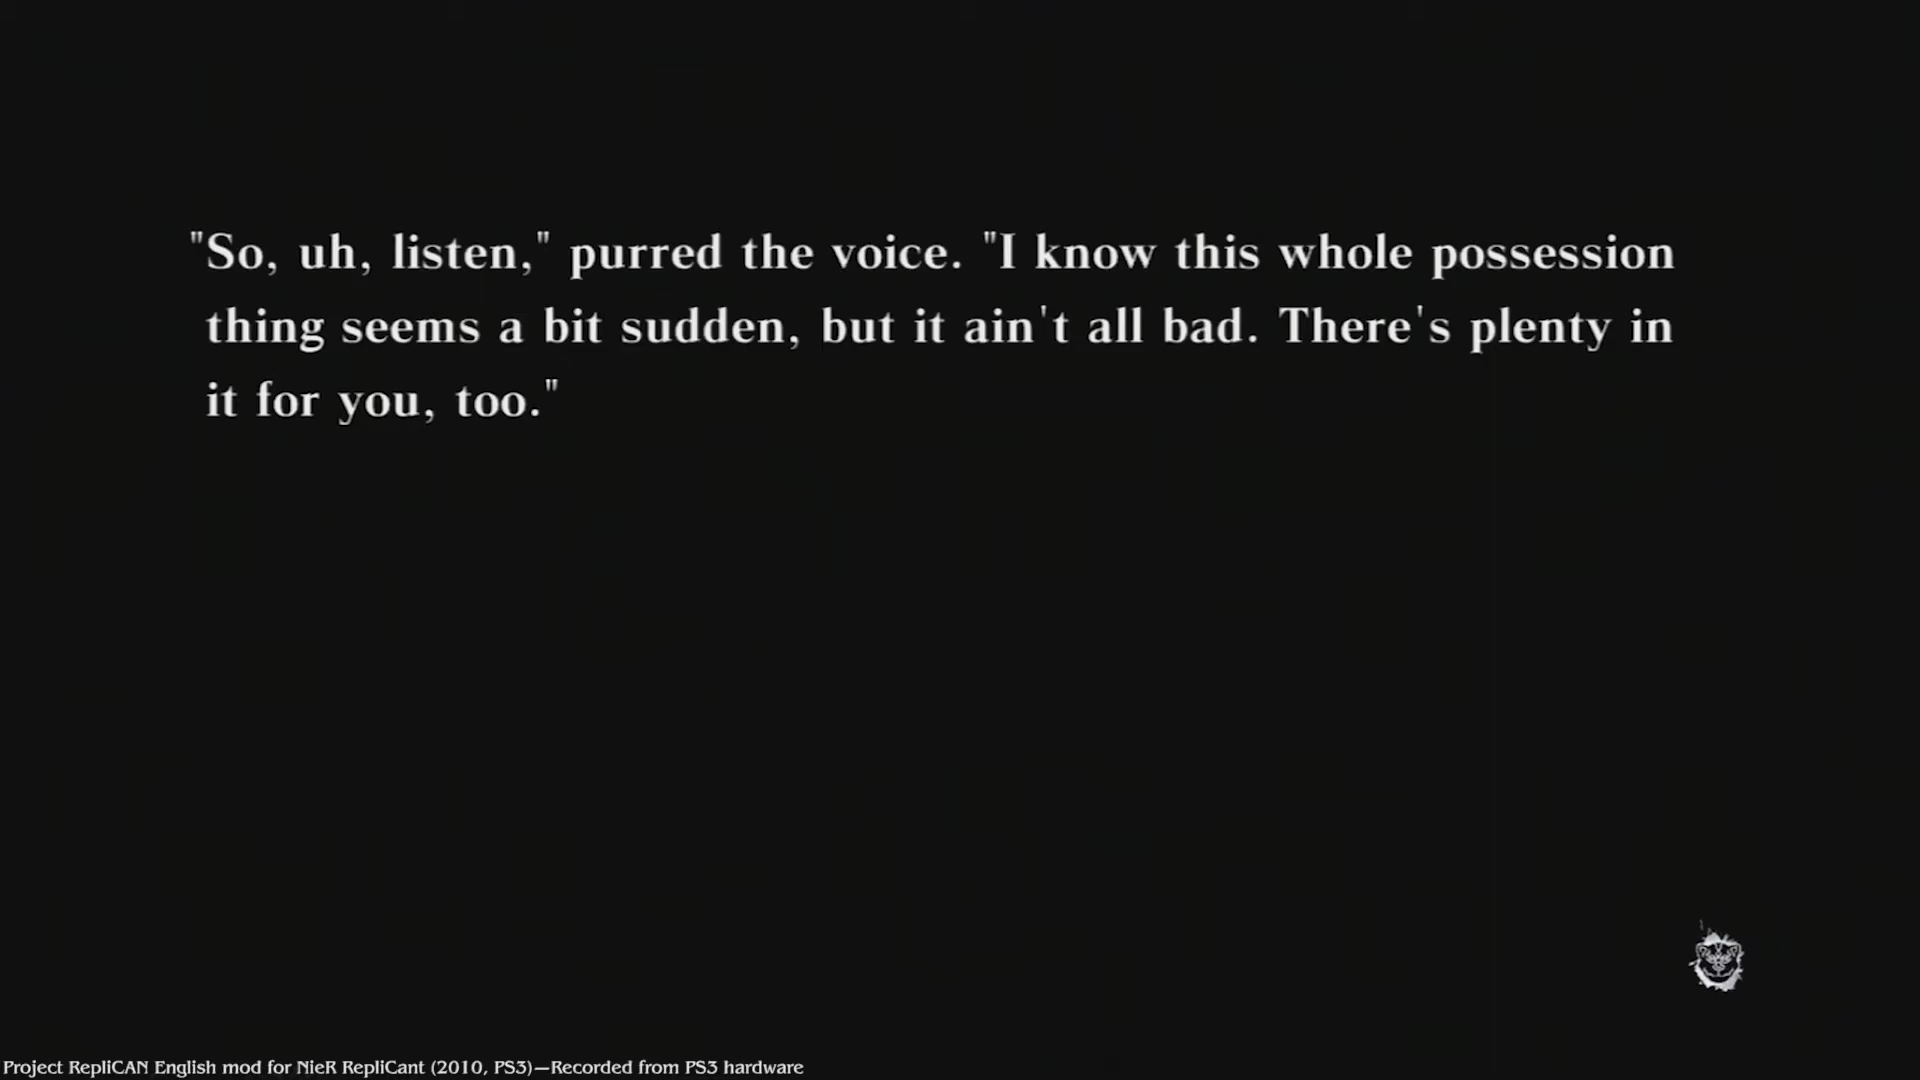 "So, uh, listen," purred the voice. "I know this whole possession
thing seems a bit sudden, but it ain't all bad. There's plenty in
it for you, too."
Project RepliCAN English mod for NieR RepliCant (2010, PS3)—Recorded from PS3 hardware